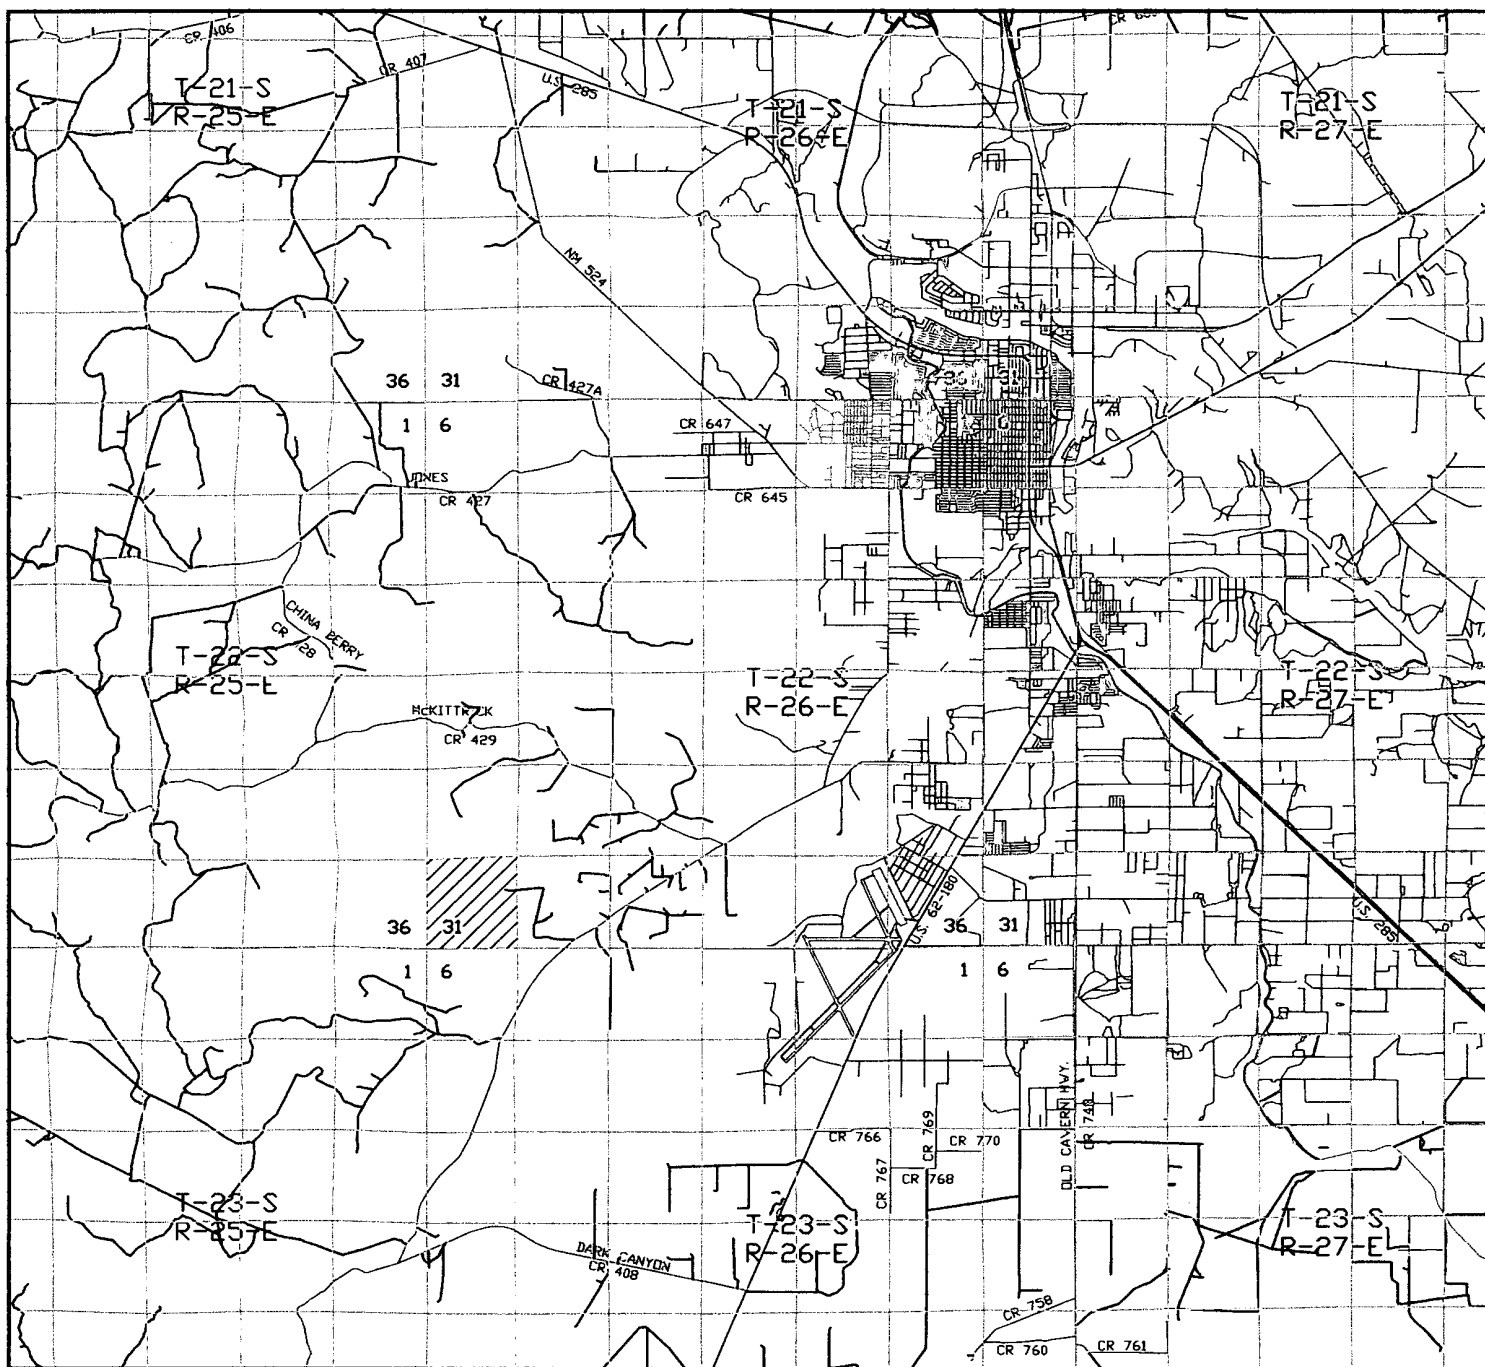 CR 406
CR 407
T-21-S
R-25-E
U.S. 285
T-21-S
R-26-E
T-21-S
R-27-E
NM 524
36 31
1 6
CR 427A
36 31
6
CR 647
JONES
CR 427
CR 645
CHINA BERRY
CR 728
T-22-S
R-25-E
McKITTRICK
CR 429
T-22-S
R-26-E
T-22-S
R-27-E
36 31
1 6
U.S. 62-180
36 31
1 6
U.S. 285
OLD CAVERN HWY.
CR 748
CR 766
CR 767
CR 769
CR 770
CR 768
T-23-S
R-25-E
DARK CANYON
CR 408
T-23-S
R-26-E
T-23-S
R-27-E
CR 758
CR 760
CR 761